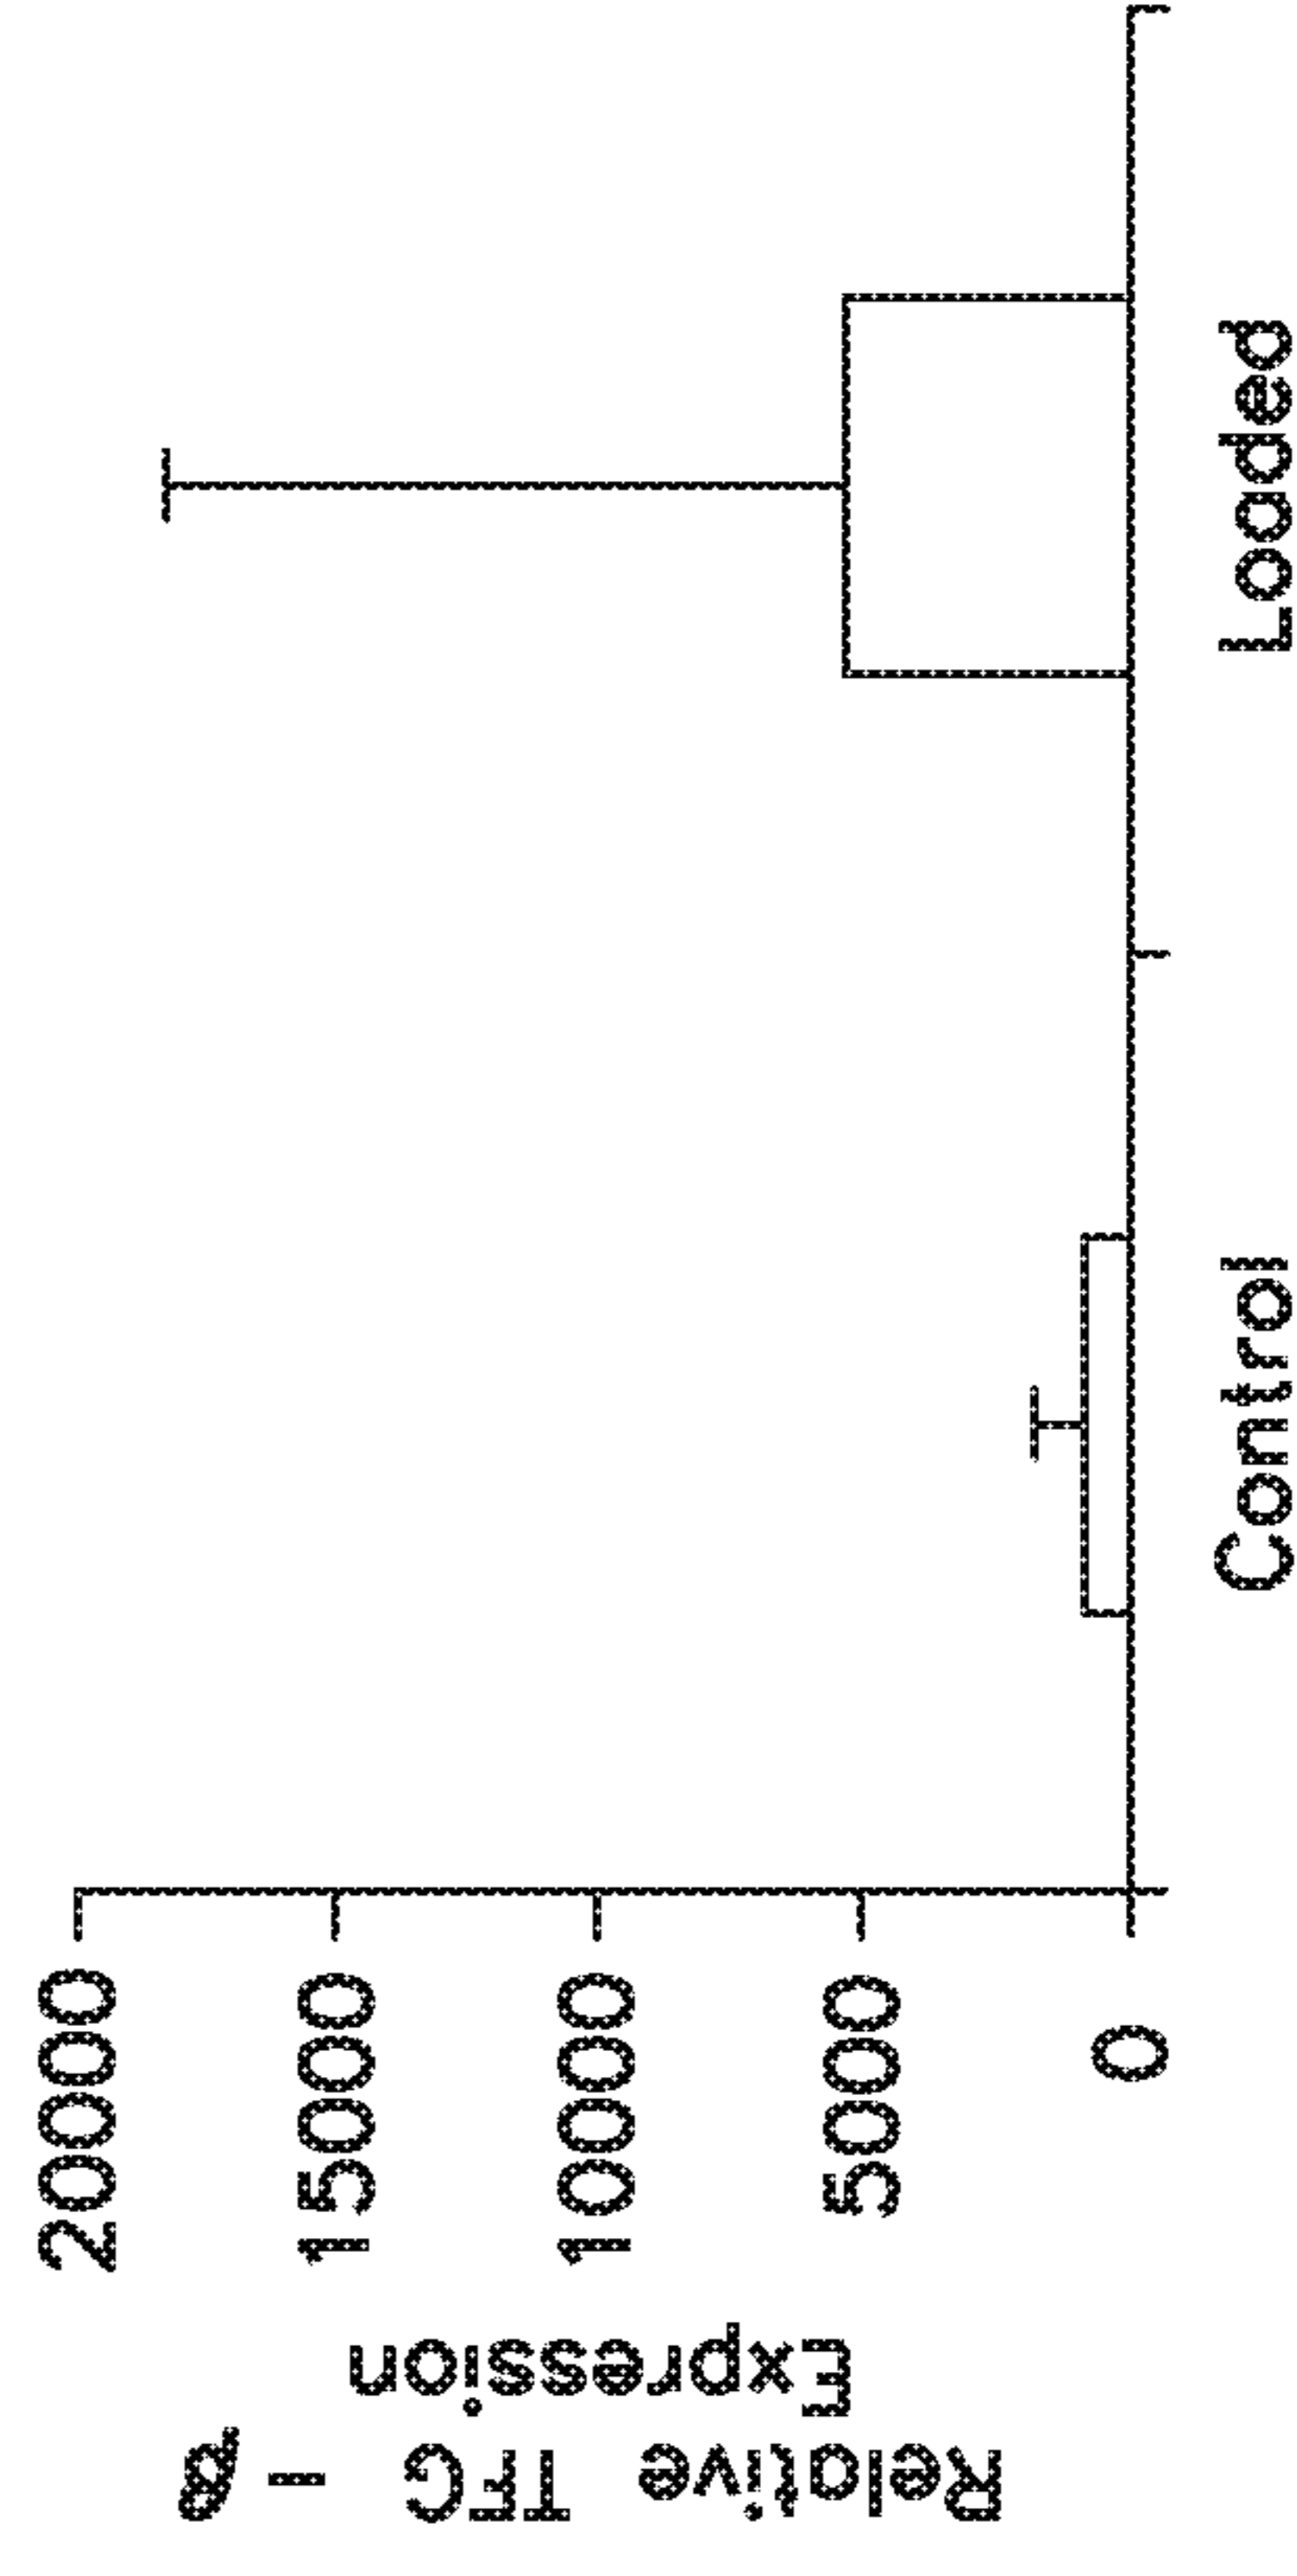 Relative TFG - β
Expression
20000
15000
10000
5000
0
Control
Loaded